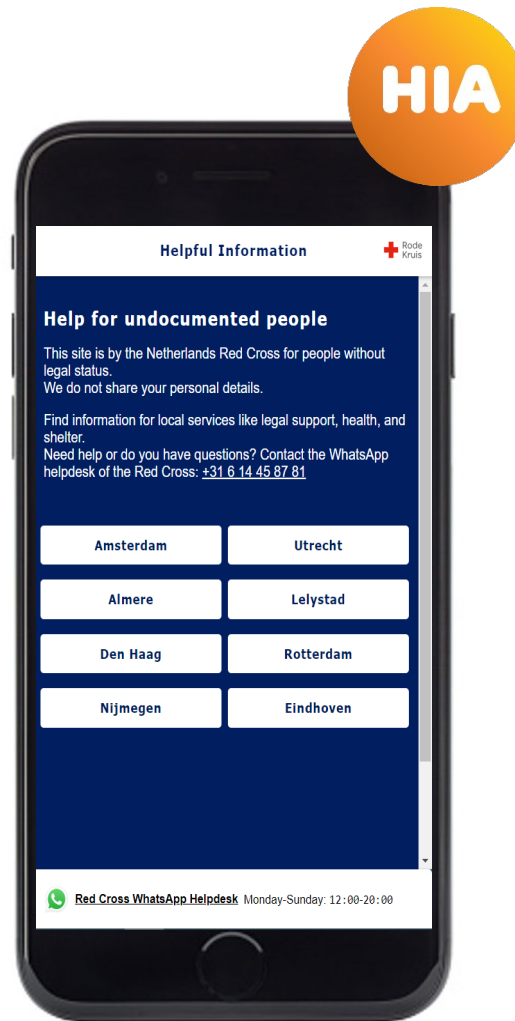 HIA
Helpful Information
Rode
Kruis
Help for undocumented people
This site is by the Netherlands Red Cross for people without
legal status.
We do not share your personal details.
Find information for local services like legal support, health, and
shelter.
Need help or do you have questions? Contact the WhatsApp
helpdesk of the Red Cross: +31 6 14 45 87 81
Amsterdam
Utrecht
Almere
Lelystad
Den Haag
Rotterdam
Nijmegen
Eindhoven
Red Cross WhatsApp Helpdesk Monday-Sunday: 12:00-20:00